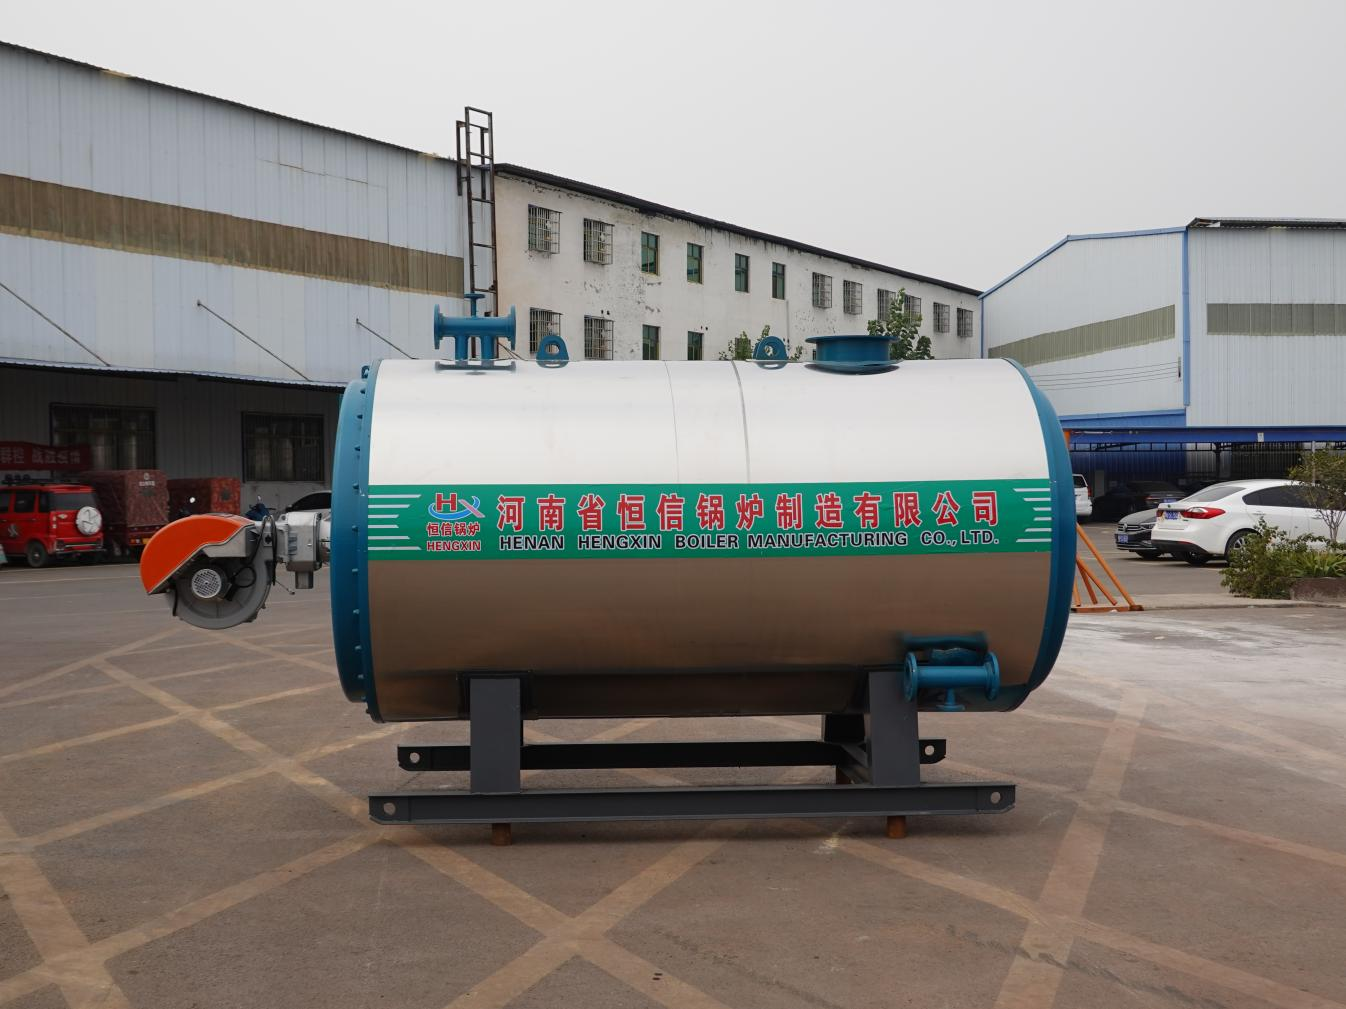 HX
恒信锅炉
HENGXIN
河南省恒信锅炉制造有限公司
HENAN HENGXIN BOILER MANUFACTURING CO., LTD.